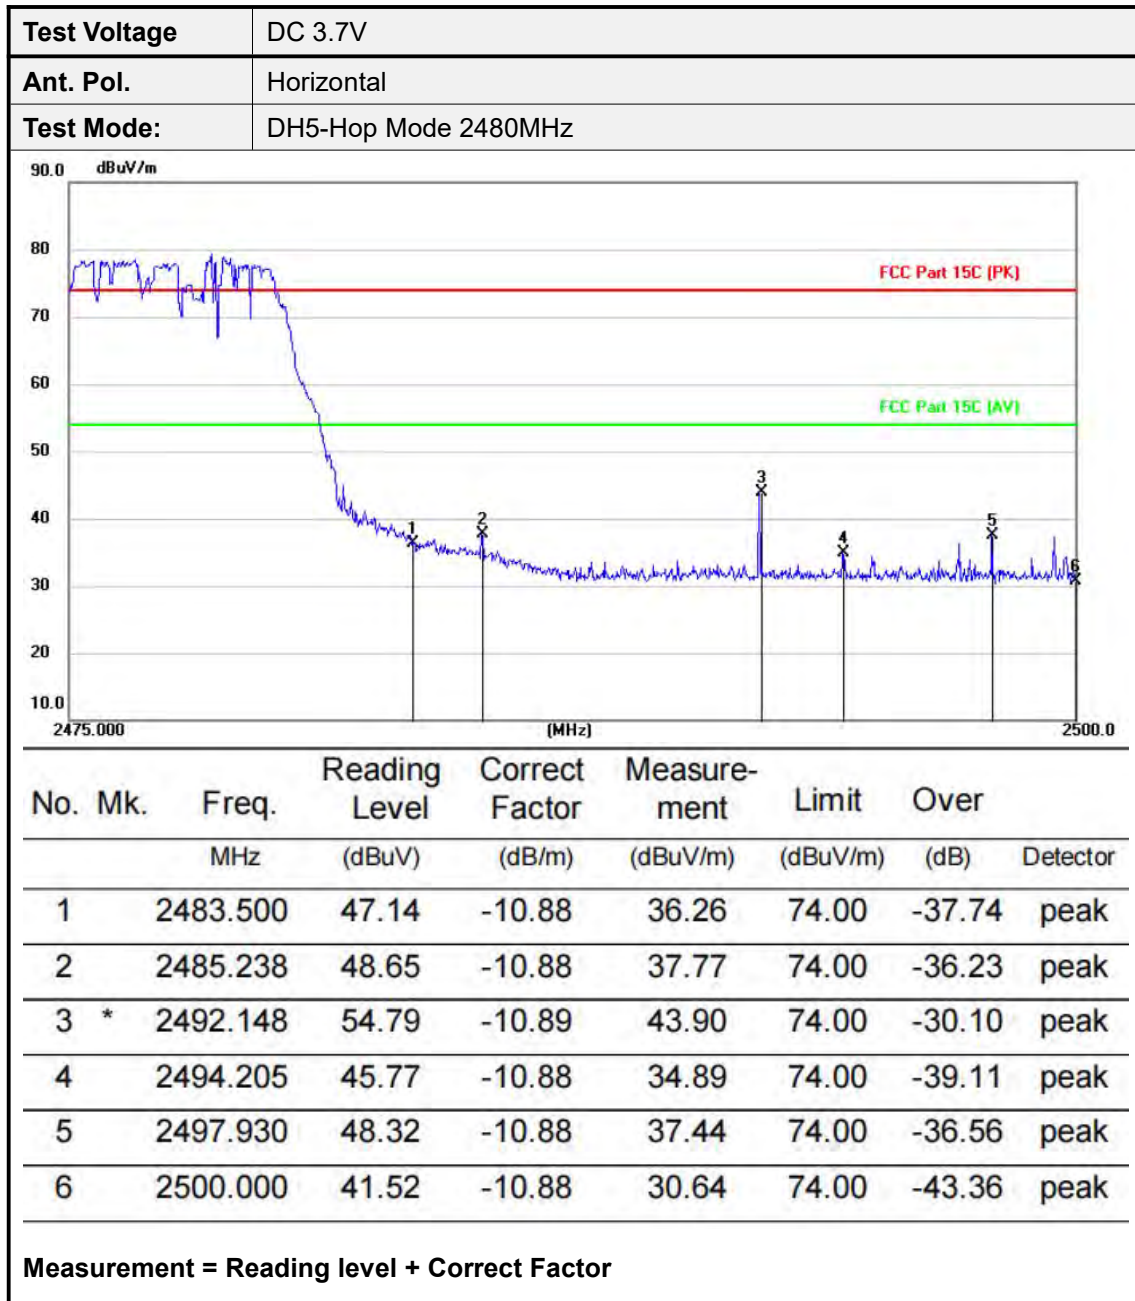 Test Voltage DC 3.7V
Ant. Pol. Horizontal
Test Mode: DH5-Hop Mode 2480MHz
90.0 dBuV/m
80
FCC Part 15C (PK)
70
60
FCC Part 15C (AV)
50
3
40
1 2 4 5
6
30
20
10.0
2475.000 (MHz) 2500.0
No. Mk. Freq. Reading Level Correct Factor Measure-ment Limit Over
MHz (dBuV) (dB/m) (dBuV/m) (dBuV/m) (dB) Detector
1 2483.500 47.14 -10.88 36.26 74.00 -37.74 peak
2 2485.238 48.65 -10.88 37.77 74.00 -36.23 peak
3 * 2492.148 54.79 -10.89 43.90 74.00 -30.10 peak
4 2494.205 45.77 -10.88 34.89 74.00 -39.11 peak
5 2497.930 48.32 -10.88 37.44 74.00 -36.56 peak
6 2500.000 41.52 -10.88 30.64 74.00 -43.36 peak
Measurement = Reading level + Correct Factor